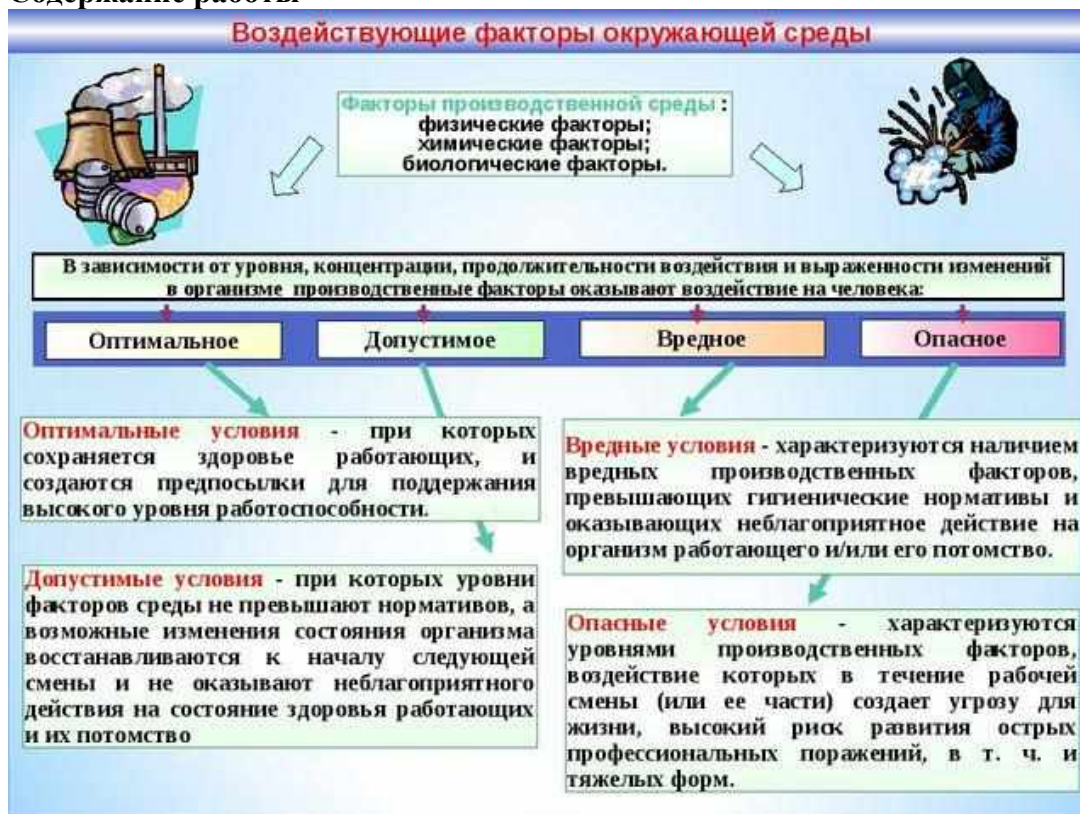 Содержание работы
Воздействующие факторы окружающей среды
Факторы производственной среды :
физические факторы;
химические факторы;
биологические факторы.
В зависимости от уровня, концентрации, продолжительности воздействия и выраженности изменений
в организме производственные факторы оказывают воздействие на человека:
Оптимальное
Допустимое
Вредное
Опасное
Оптимальные условия - при которых
сохраняется здоровье работающих, и
создаются предпосылки для поддержания
высокого уровня работоспособности.
Допустимые условия - при которых уровни
факторов среды не превышают нормативов, а
возможные изменения состояния организма
восстанавливаются к началу следующей
смены и не оказывают неблагоприятного
действия на состояние здоровья работающих
и их потомство
Вредные условия - характеризуются наличием
вредных производственных факторов,
превышающих гигиенические нормативы и
оказывающих неблагоприятное действие на
организм работающего и/или его потомство.
Опасные условия - характеризуются
уровнями производственных факторов,
воздействие которых в течение рабочей
смены (или ее части) создает угрозу для
жизни, высокий риск развития острых
профессиональных поражений, в т. ч. и
тяжелых форм.